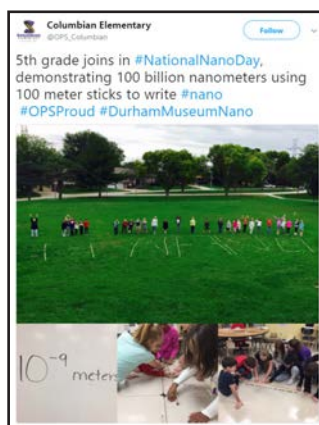 Columbian Elementary
@OPS_Columbian
Follow
5th grade joins in #NationalNanoDay,
demonstrating 100 billion nanometers using
100 meter sticks to write #nano
#OPSProud #DurhamMuseumNano
10⁻⁹ meters